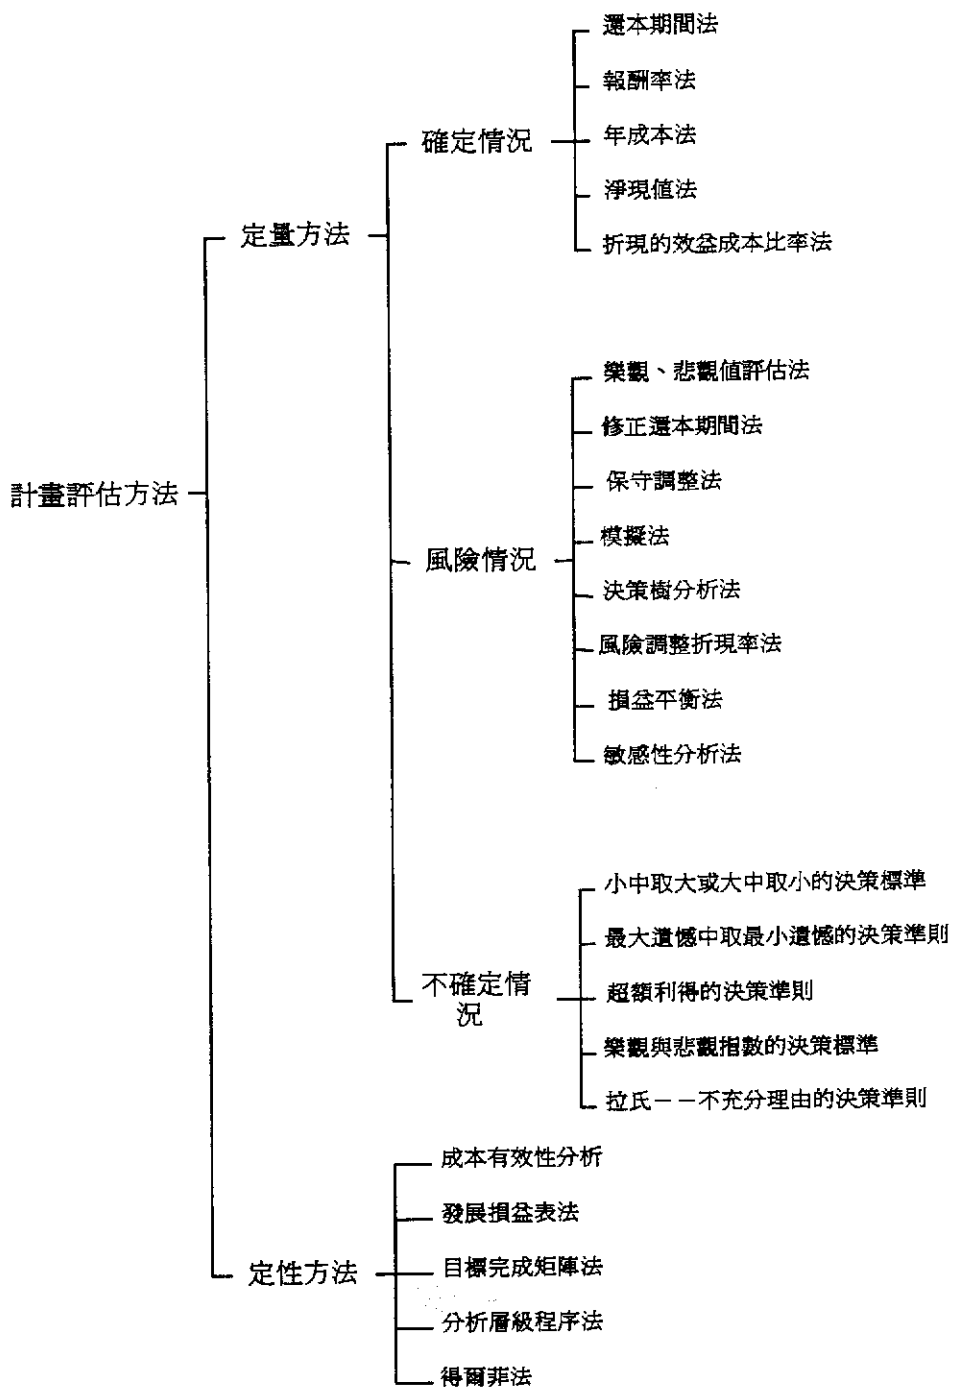 計畫評估方法
定量方法
確定情況
還本期間法
報酬率法
年成本法
淨現值法
折現的效益成本比率法
風險情況
樂觀、悲觀值評估法
修正還本期間法
保守調整法
模擬法
決策樹分析法
風險調整折現率法
損益平衡法
敏感性分析法
不確定情
況
小中取大或大中取小的決策標準
最大遺憾中取最小遺憾的決策準則
超額利得的決策準則
樂觀與悲觀指數的決策標準
拉氏－－不充分理由的決策準則
定性方法
成本有效性分析
發展損益表法
目標完成矩陣法
分析層級程序法
得爾菲法